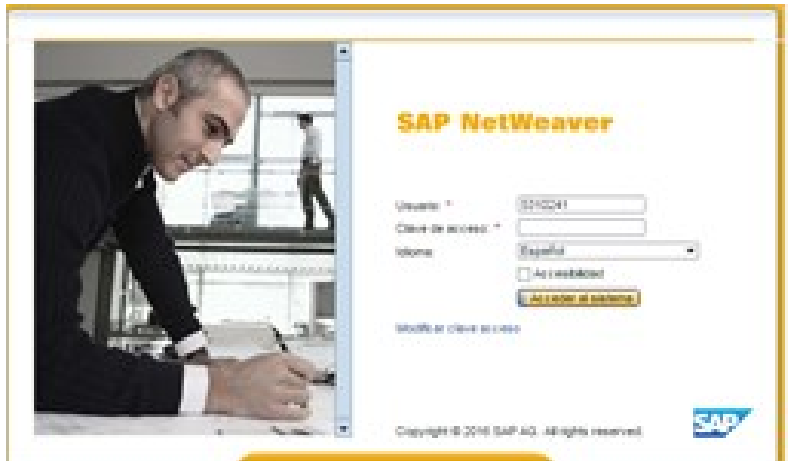 SAP NetWeaver
Usuario: *
Clave de acceso: *
Idioma
Español
Accesibilidad
Acceder al sistema
Modificar clave acceso
Copyright © 2016 SAP AG. All rights reserved.
SAP